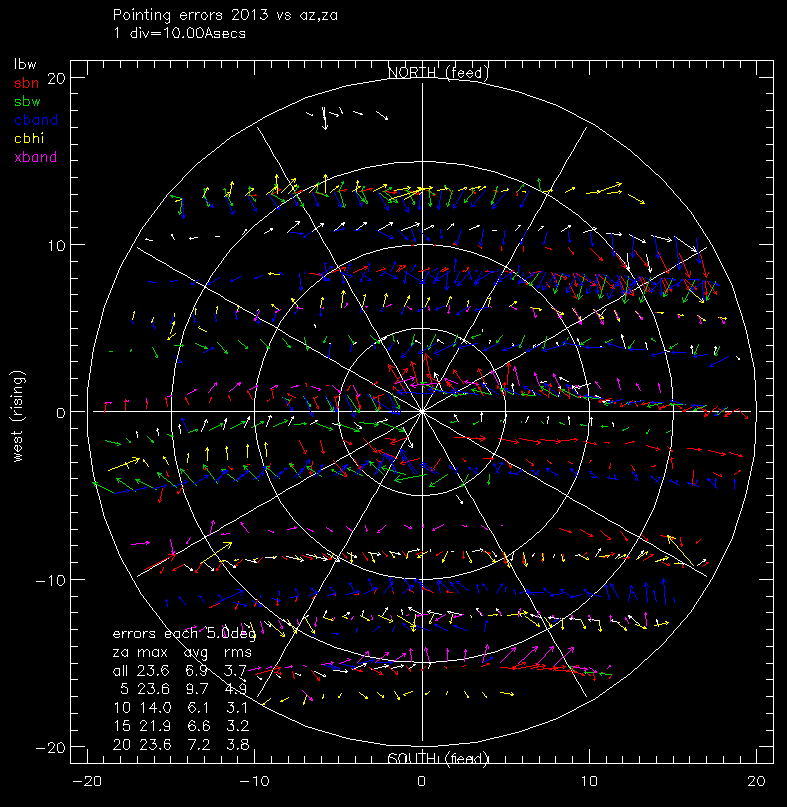 Pointing errors 2013 vs az,za
1 div=10.00Asecs
lbw
sbn
sbw
cband
cbhi
xband
NORTH (feed)
20
10
0
-10
-20
west (rising)
errors each 5.0deg
za max avg rms
all 23.6 6.9 3.7
5 23.6 9.7 4.9
10 14.0 6.1 3.1
15 21.9 6.6 3.2
20 23.6 7.2 3.8
SOUTH (feed)
-20 -10 0 10 20